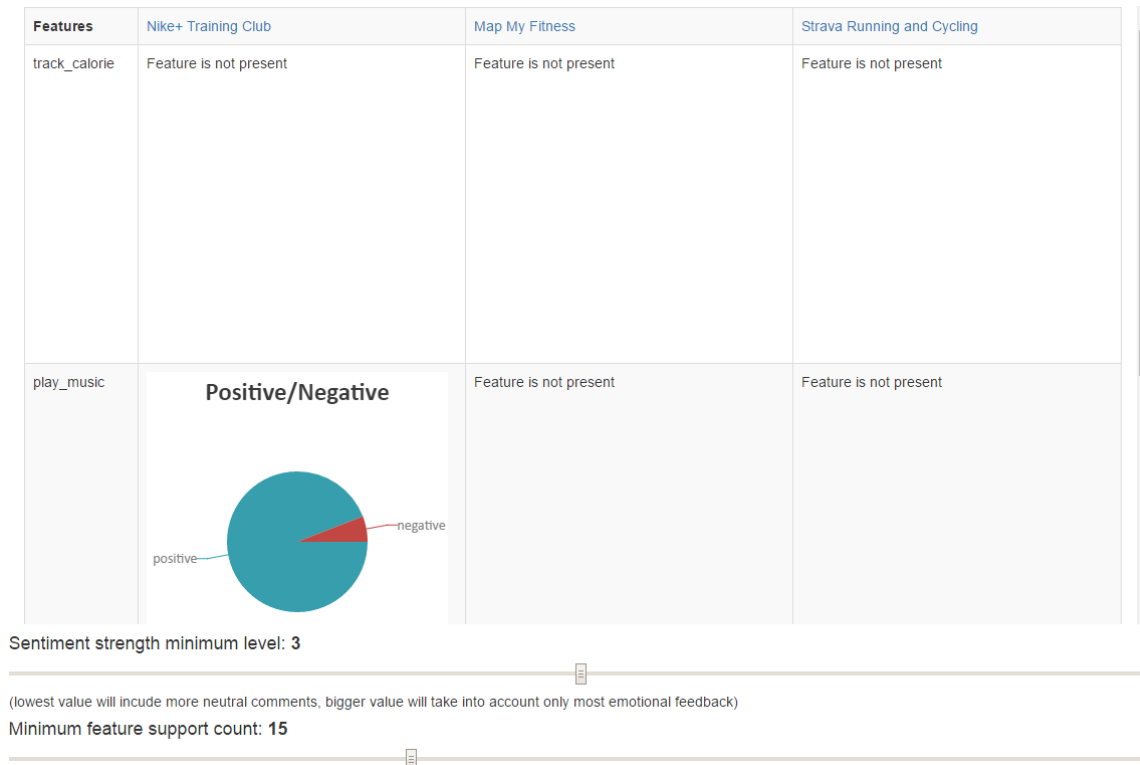 Features Nike+ Training Club Map My Fitness Strava Running and Cycling
track_calorie Feature is not present Feature is not present Feature is not present
play_music Positive/Negative Feature is not present Feature is not present
negative
positive
Sentiment strength minimum level: 3
(lowest value will incude more neutral comments, bigger value will take into account only most emotional feedback)
Minimum feature support count: 15